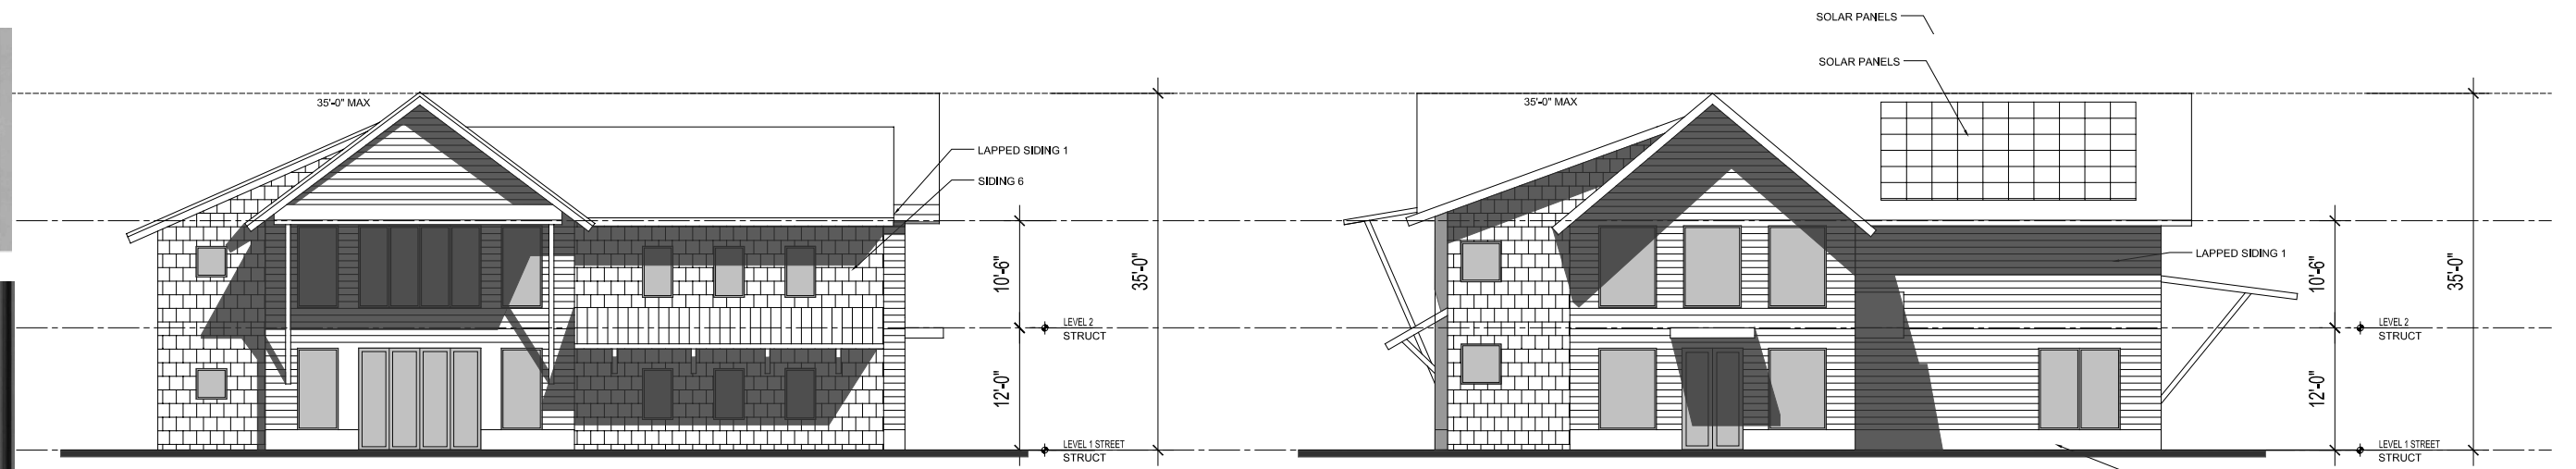 SOLAR PANELS
SOLAR PANELS
35'-0" MAX
35'-0" MAX
LAPPED SIDING 1
SIDING 6
10'-6"
35'-0"
LEVEL 2
STRUCT
12'-0"
LEVEL 1 STREET
STRUCT
LAPPED SIDING 1
10'-6"
35'-0"
LEVEL 2
STRUCT
12'-0"
LEVEL 1 STREET
STRUCT